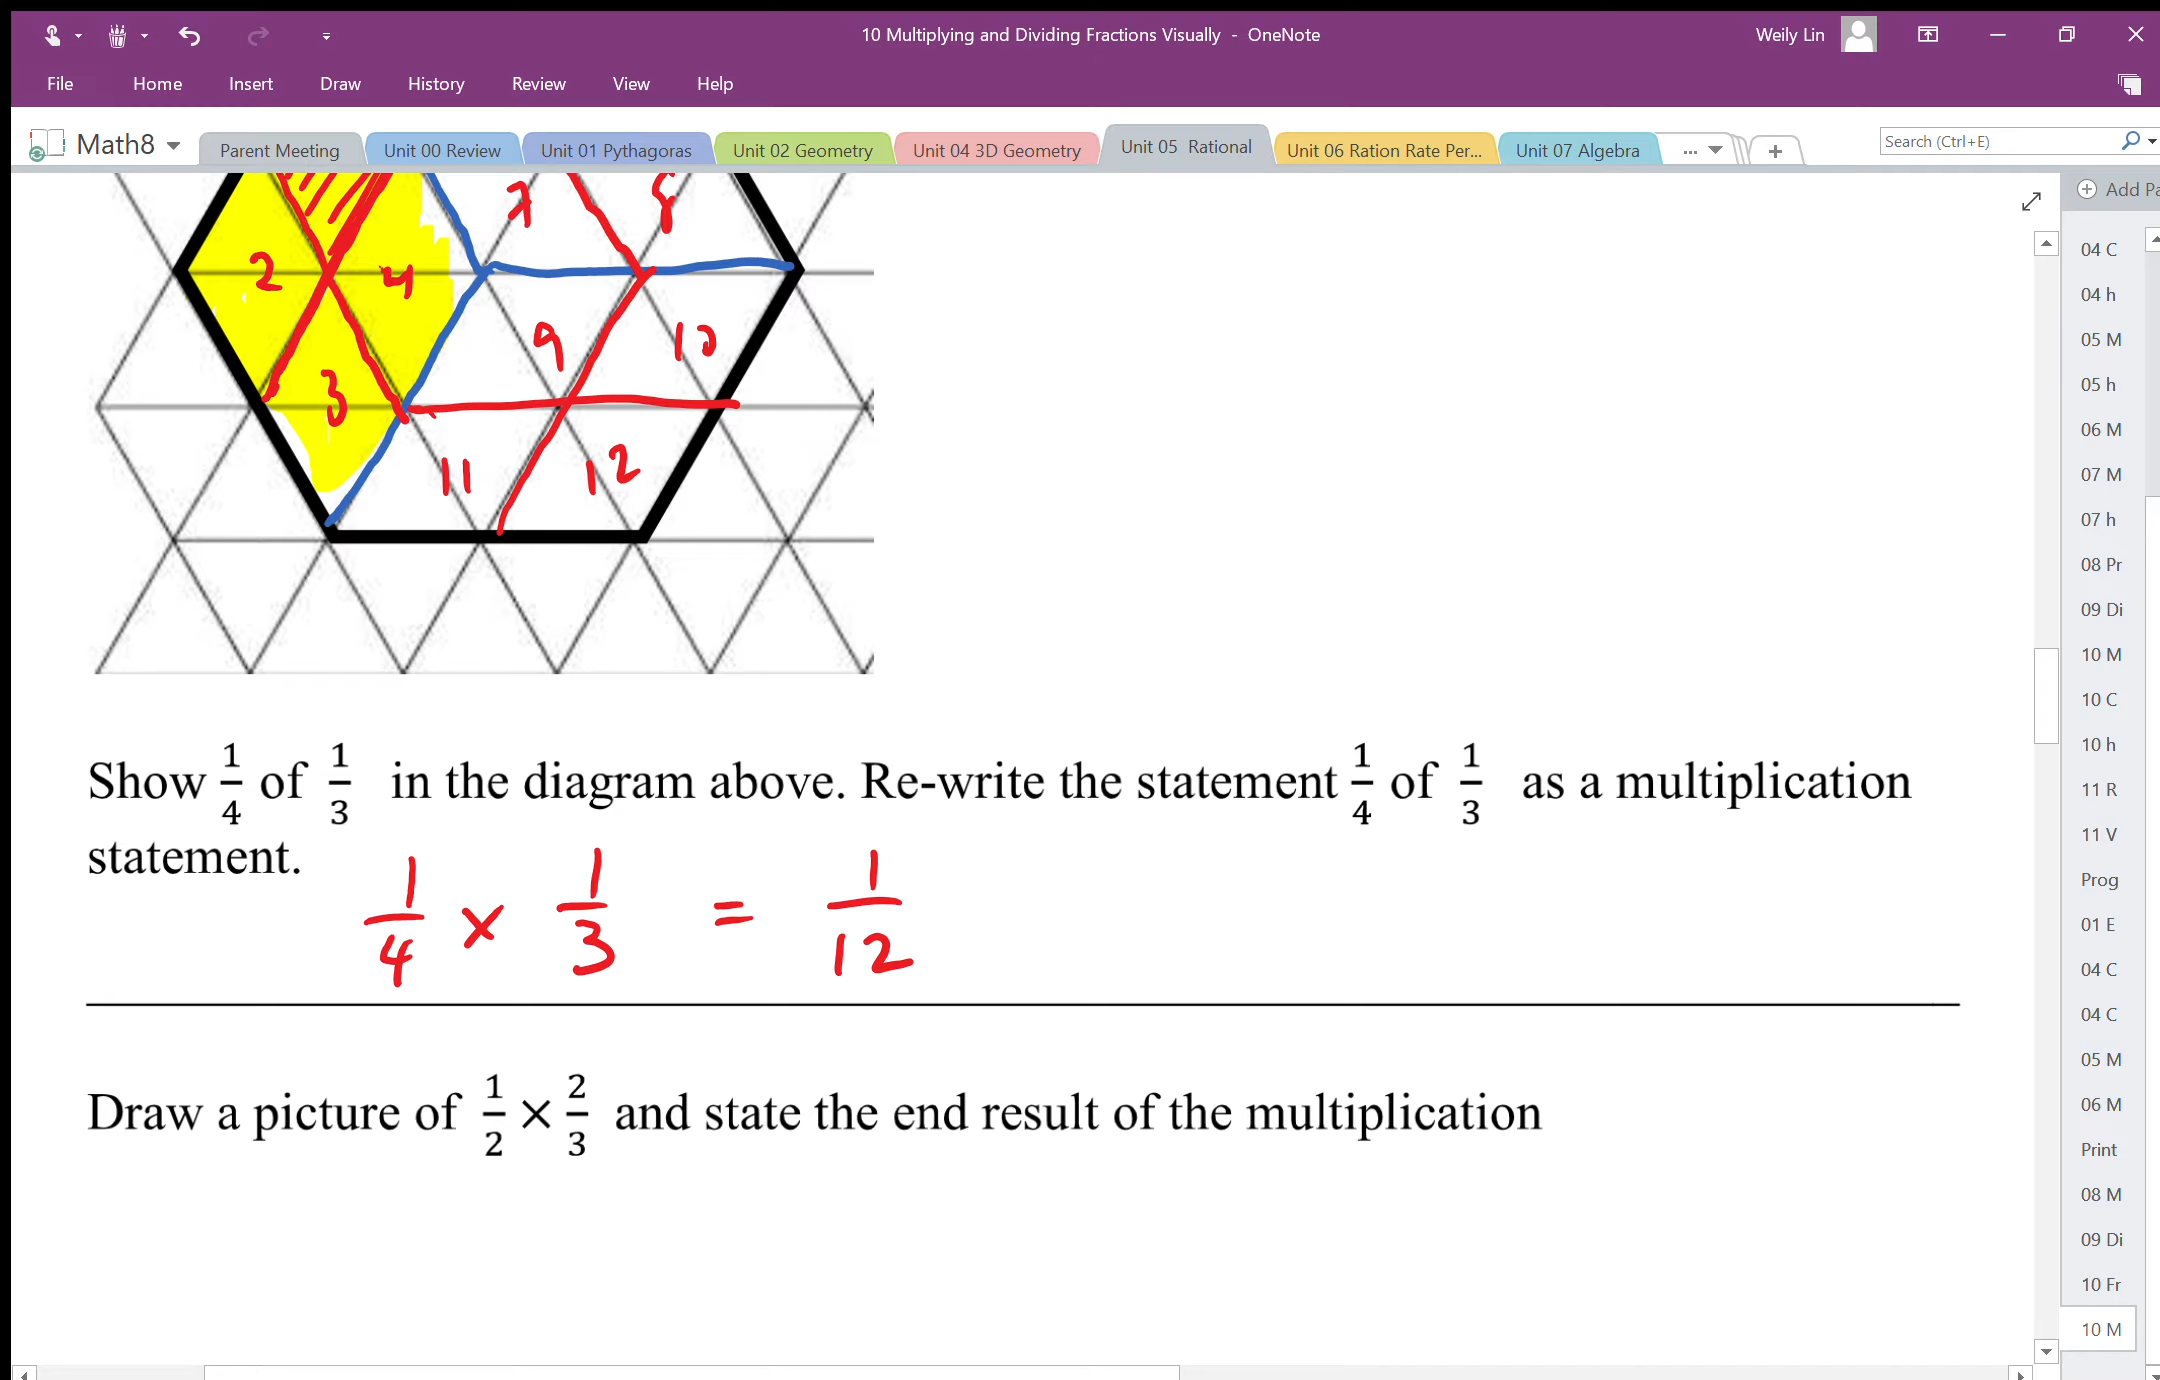 10 Multiplying and Dividing Fractions Visually - OneNote
Weily Lin
File Home Insert Draw History Review View Help
Math8
Parent Meeting
Unit 00 Review
Unit 01 Pythagoras
Unit 02 Geometry
Unit 04 3D Geometry
Unit 05 Rational
Unit 06 Ration Rate Per...
Unit 07 Algebra
...
+
Search (Ctrl+E)
Add Pa
7 8
2 4
9 10
3
11 12
Show 1/4 of 1/3 in the diagram above. Re-write the statement 1/4 of 1/3 as a multiplication
statement.
1/4 × 1/3 = 1/12
Draw a picture of 1/2 × 2/3 and state the end result of the multiplication
04 C
04 h
05 M
05 h
06 M
07 M
07 h
08 Pr
09 Di
10 M
10 C
10 h
11 R
11 V
Prog
01 E
04 C
04 C
05 M
06 M
Print
08 M
09 Di
10 Fr
10 M